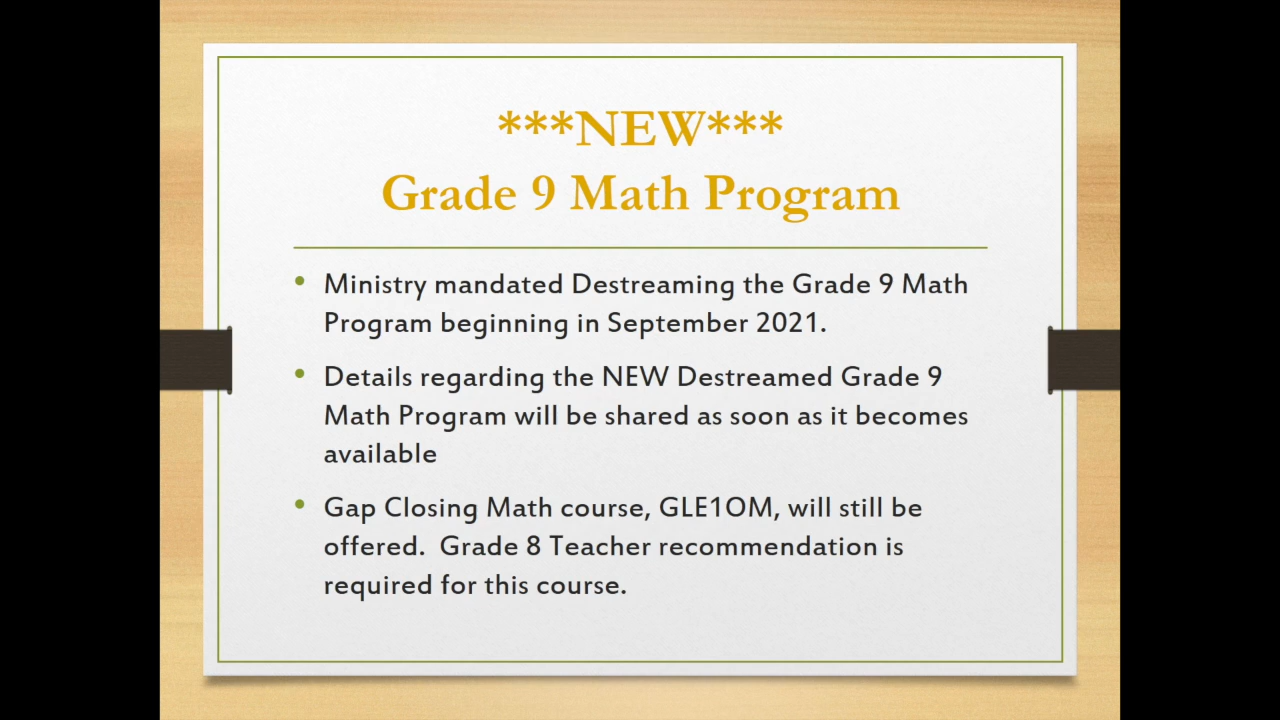 ***NEW***
Grade 9 Math Program
• Ministry mandated Destreaming the Grade 9 Math
Program beginning in September 2021.
• Details regarding the NEW Destreamed Grade 9
Math Program will be shared as soon as it becomes
available
• Gap Closing Math course, GLE1OM, will still be
offered.  Grade 8 Teacher recommendation is
required for this course.